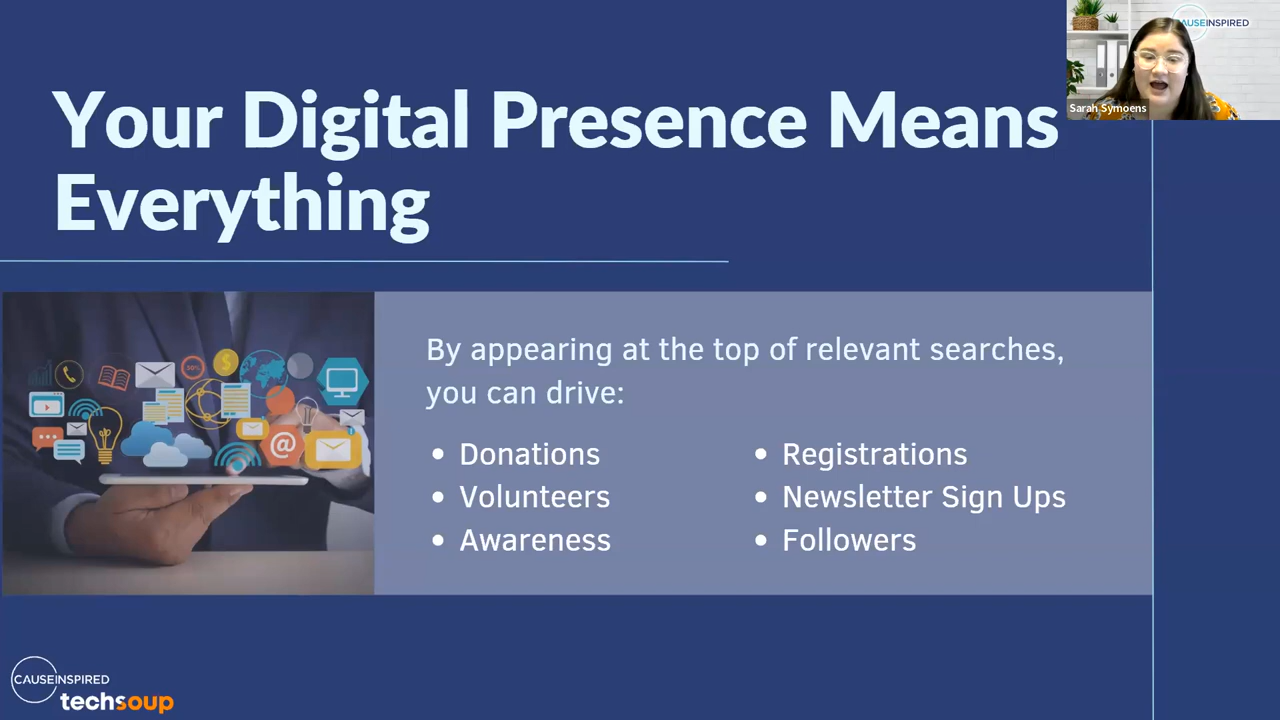 CAUSEINSPIRED
Sarah Symoens
Your Digital Presence Means
Everything
By appearing at the top of relevant searches,
you can drive:
• Donations
• Volunteers
• Awareness
• Registrations
• Newsletter Sign Ups
• Followers
@
CAUSEINSPIRED
techsoup